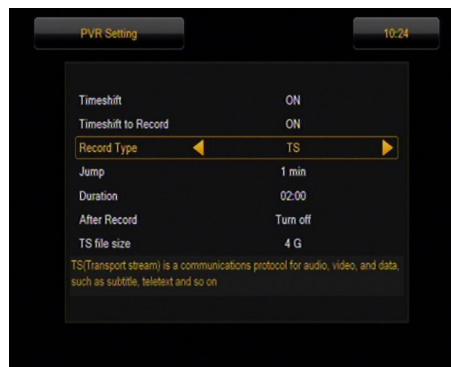 PVR Setting 10:24
Timeshift ON
Timeshift to Record ON
Record Type TS
Jump 1 min
Duration 02:00
After Record Turn off
TS file size 4 G
TS(Transport stream) is a communications protocol for audio, video, and data,
such as subtitle, teletext and so on